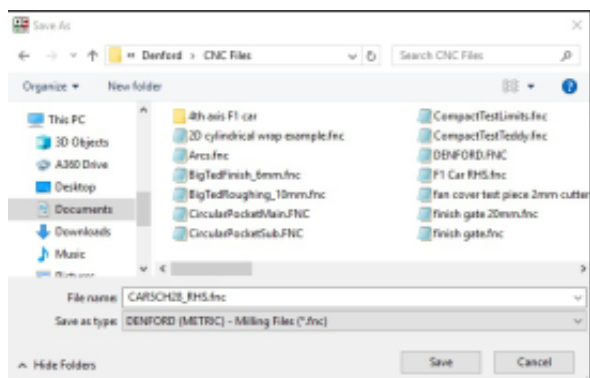 Save As
« Denford > CNC Files
Search CNC Files
Organize
New folder
This PC
3D Objects
A360 Drive
Desktop
Documents
Downloads
Music
Pictures
4th axis F1 car
2D cylindrical wrap example.fnc
Arcs.fnc
BigTedFinish_6mm.fnc
BigTedRoughing_10mm.fnc
CircularPocketMain.FNC
CircularPocketSub.FNC
CompactTestLimits.fnc
CompactTestTeddy.fnc
DENFORD.FNC
F1 Car RHS.fnc
fan cover test piece 2mm cutter
finish gate 20mm.fnc
finish gate.fnc
File name: CARSCH28_RHS.fnc
Save as type: DENFORD (METRIC) - Milling Files (*.fnc)
Hide Folders
Save
Cancel